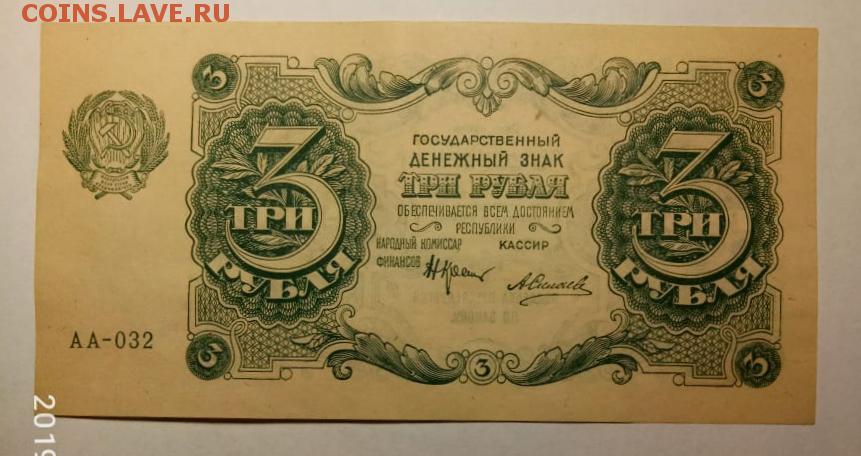 COINS.LAVE.RU
3
3
ГОСУДАРСТВЕННЫЙ
ДЕНЕЖНЫЙ ЗНАК
ТРИ РУБЛЯ
ОБЕСПЕЧИВАЕТСЯ ВСЕМ ДОСТОЯНИЕМ
РЕСПУБЛИКИ
НАРОДНЫЙ КОМИССАР
ФИНАНСОВ
КАССИР
3
ТРИ
РУБЛЯ
3
ТРИ
РУБЛЯ
АА-032
3
3
3
2019